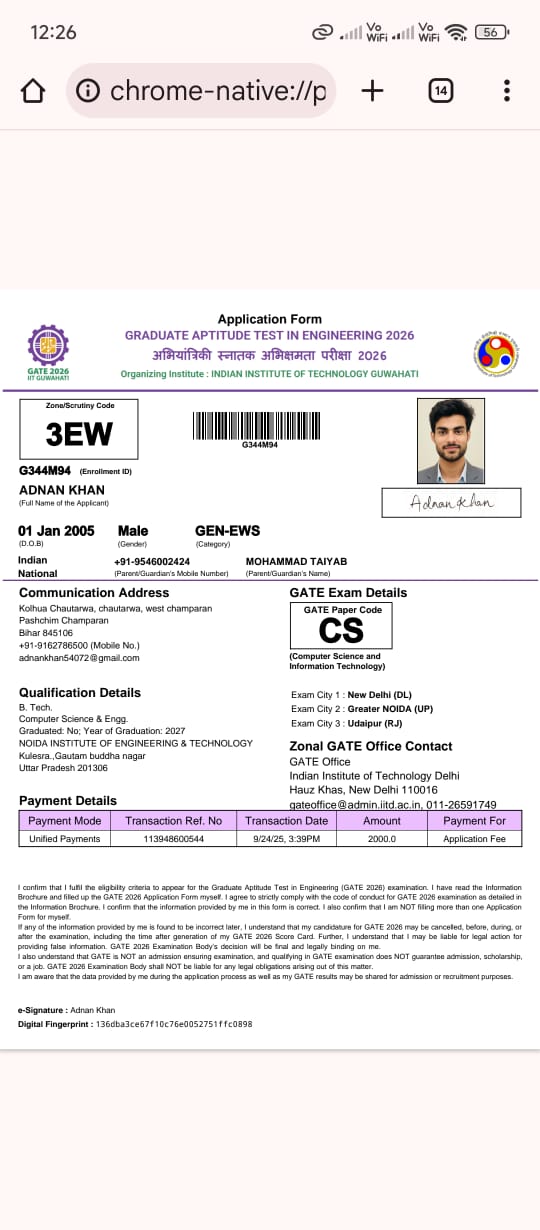 12:26
Vo WiFi Vo WiFi 56
chrome-native://p
14
Application Form
GRADUATE APTITUDE TEST IN ENGINEERING 2026
अभियांत्रिकी स्नातक अभिक्षमता परीक्षा 2026
Organizing Institute : INDIAN INSTITUTE OF TECHNOLOGY GUWAHATI
GATE 2026
IIT GUWAHATI
Zone/Scrutiny Code
3EW
G344M94
G344M94 (Enrollment ID)
ADNAN KHAN
(Full Name of the Applicant)
Adnan Khan
01 Jan 2005 Male GEN-EWS
(D.O.B) (Gender) (Category)
Indian National +91-9546002424 MOHAMMAD TAIYAB
(Parent/Guardian's Mobile Number) (Parent/Guardian's Name)
Communication Address
Kolhua Chautarwa, chautarwa, west champaran
Pashchim Champaran
Bihar 845106
+91-9162786500 (Mobile No.)
adnankhan54072@gmail.com
GATE Exam Details
GATE Paper Code
CS
(Computer Science and
Information Technology)
Qualification Details
B. Tech.
Computer Science & Engg.
Graduated: No; Year of Graduation: 2027
NOIDA INSTITUTE OF ENGINEERING & TECHNOLOGY
Kulesra.,Gautam buddha nagar
Uttar Pradesh 201306
Exam City 1 : New Delhi (DL)
Exam City 2 : Greater NOIDA (UP)
Exam City 3 : Udaipur (RJ)
Zonal GATE Office Contact
GATE Office
Indian Institute of Technology Delhi
Hauz Khas, New Delhi 110016
gateoffice@admin.iitd.ac.in, 011-26591749
Payment Details
Payment Mode Transaction Ref. No Transaction Date Amount Payment For
Unified Payments 113948600544 9/24/25, 3:39PM 2000.0 Application Fee
I confirm that I fulfil the eligibility criteria to appear for the Graduate Aptitude Test in Engineering (GATE 2026) examination. I have read the Information
Brochure and filled up the GATE 2026 Application Form myself. I agree to strictly comply with the code of conduct for GATE 2026 examination as detailed in
the Information Brochure. I confirm that the information provided by me in this form is correct. I also confirm that I am NOT filling more than one Application
Form for myself.
If any of the information provided by me is found to be incorrect later, I understand that my candidature for GATE 2026 may be cancelled, before, during, or
after the examination, including the time after generation of my GATE 2026 Score Card. Further, I understand that I may be liable for legal action for
providing false information. GATE 2026 Examination Body's decision will be final and legally binding on me.
I also understand that GATE is NOT an admission ensuring examination, and qualifying in GATE examination does NOT guarantee admission, scholarship,
or a job. GATE 2026 Examination Body shall NOT be liable for any legal obligations arising out of this matter.
I am aware that the data provided by me during the application process as well as my GATE results may be shared for admission or recruitment purposes.
e-Signature : Adnan Khan
Digital Fingerprint : 136dba3ce67f10c76e0052751ffc0898